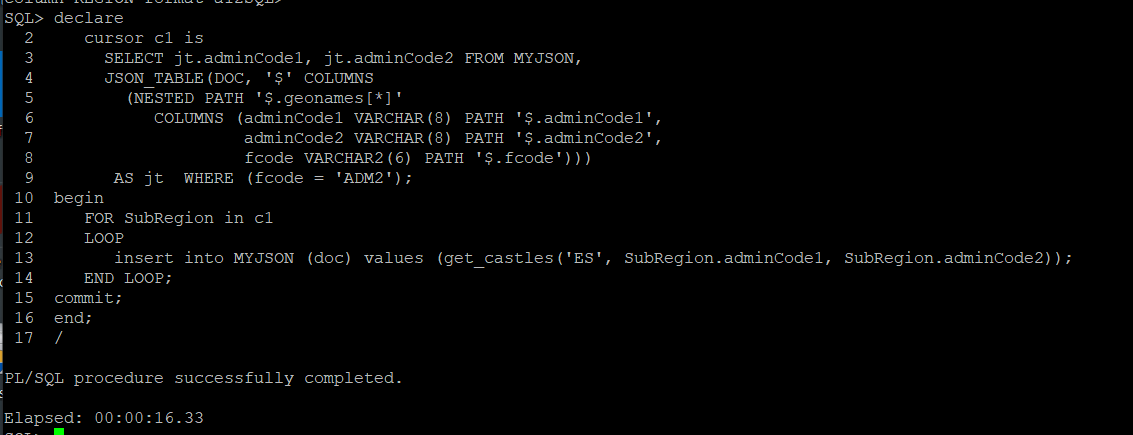 SQL> declare
  2     cursor c1 is
  3       SELECT jt.adminCode1, jt.adminCode2 FROM MYJSON,
  4       JSON_TABLE(DOC, '$' COLUMNS
  5         (NESTED PATH '$.geonames[*]'
  6            COLUMNS (adminCode1 VARCHAR(8) PATH '$.adminCode1',
  7                     adminCode2 VARCHAR(8) PATH '$.adminCode2',
  8                     fcode VARCHAR2(6) PATH '$.fcode')))
  9        AS jt  WHERE (fcode = 'ADM2');
 10  begin
 11     FOR SubRegion in c1
 12     LOOP
 13        insert into MYJSON (doc) values (get_castles('ES', SubRegion.adminCode1, SubRegion.adminCode2));
 14     END LOOP;
 15  commit;
 16  end;
 17  /
PL/SQL procedure successfully completed.
Elapsed: 00:00:16.33